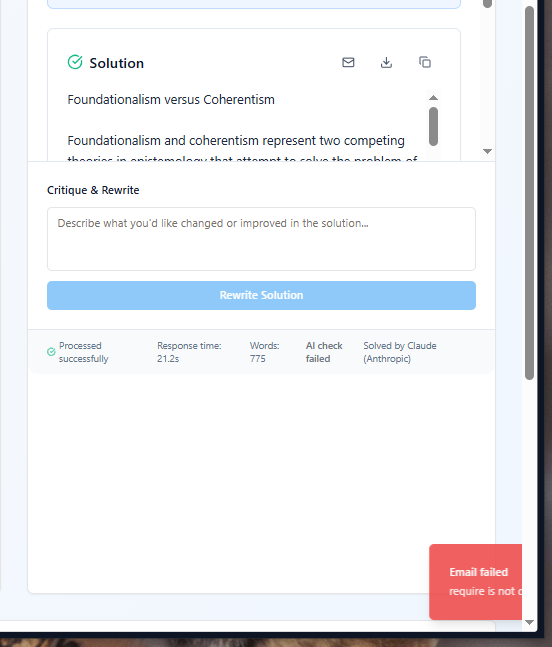 Solution
Foundationalism versus Coherentism
Foundationalism and coherentism represent two competing
theories in epistemology that attempt to solve the problem of
Critique & Rewrite
Describe what you'd like changed or improved in the solution...
Rewrite Solution
Processed successfully
Response time: 21.2s
Words: 775
AI check failed
Solved by Claude (Anthropic)
Email failed
require is not